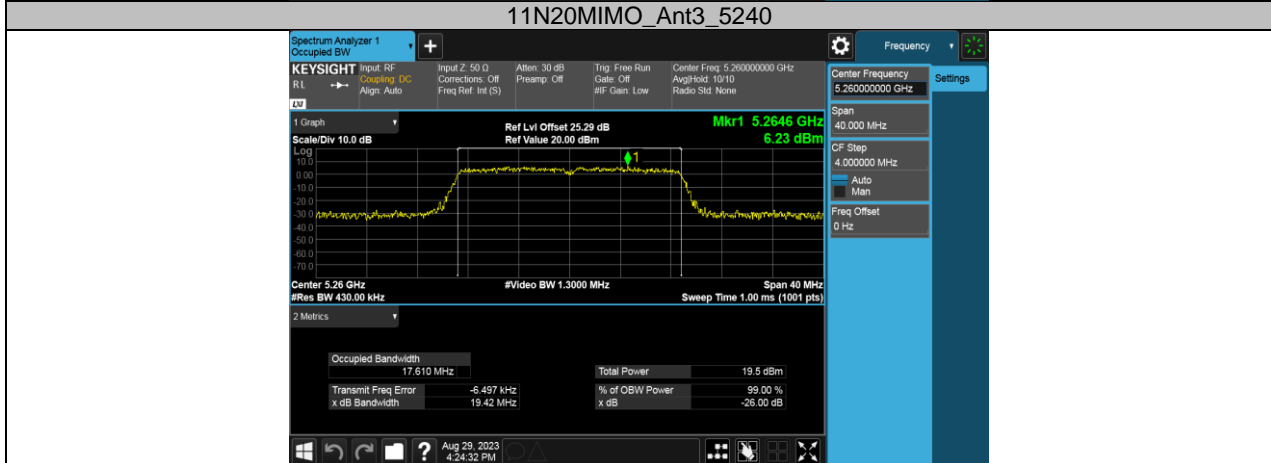 11N20MIMO_Ant3_5240
Spectrum Analyzer 1
Occupied BW
+
Frequency
KEYSIGHT
RL
LXI
Input: RF
Coupling: DC
Align: Auto
Input Z: 50 Ω
Corrections: Off
Freq Ref: Int (S)
Atten: 30 dB
Preamp: Off
Trig: Free Run
Gate: Off
#IF Gain: Low
Center Freq: 5.260000000 GHz
Avg|Hold: 10/10
Radio Std: None
Center Frequency
5.260000000 GHz
Settings
Span
40.000 MHz
CF Step
4.000000 MHz
Auto
Man
Freq Offset
0 Hz
1 Graph
Ref Lvl Offset 25.29 dB
Mkr1 5.2646 GHz
Scale/Div 10.0 dB
Ref Value 20.00 dBm
6.23 dBm
Log
1
10.0
0.00
-10.0
-20.0
-30.0
-40.0
-50.0
-60.0
-70.0
Center 5.26 GHz
#Video BW 1.3000 MHz
Span 40 MHz
#Res BW 430.00 kHz
Sweep Time 1.00 ms (1001 pts)
2 Metrics
Occupied Bandwidth
17.610 MHz
Total Power 19.5 dBm
Transmit Freq Error -6.497 kHz
% of OBW Power 99.00 %
x dB Bandwidth 19.42 MHz
x dB -26.00 dB
?
Aug 29, 2023
4:24:32 PM